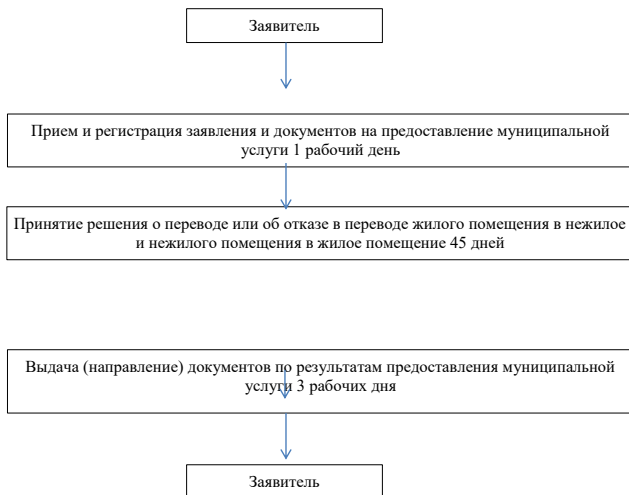 Заявитель
Прием и регистрация заявления и документов на предоставление муниципальной
услуги 1 рабочий день
Принятие решения о переводе или об отказе в переводе жилого помещения в нежилое
и нежилого помещения в жилое помещение 45 дней
Выдача (направление) документов по результатам предоставления муниципальной
услуги 3 рабочих дня
Заявитель